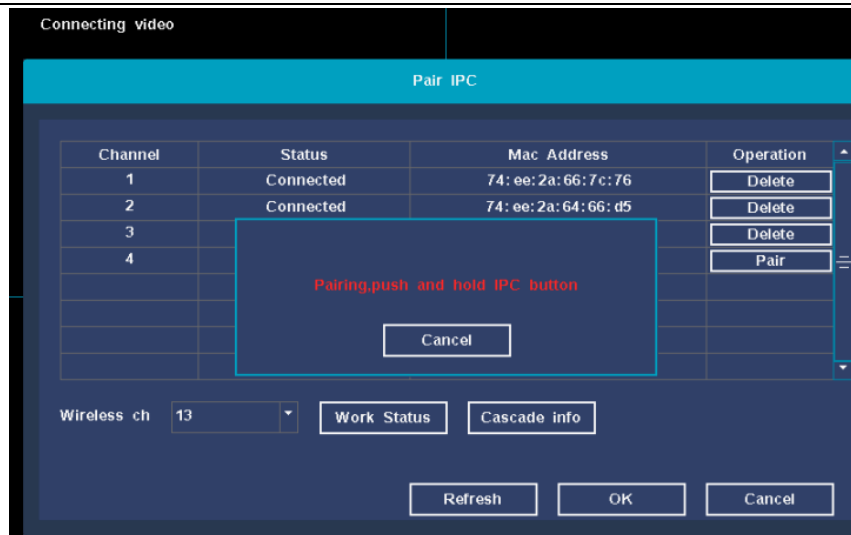 Connecting video
Pair IPC
Channel Status Mac Address Operation
1 Connected 74:ee:2a:66:7c:76 Delete
2 Connected 74:ee:2a:64:66:d5 Delete
3 Delete
4 Pair
Pairing,push and hold IPC button
Cancel
Wireless ch 13 Work Status Cascade info
Refresh OK Cancel